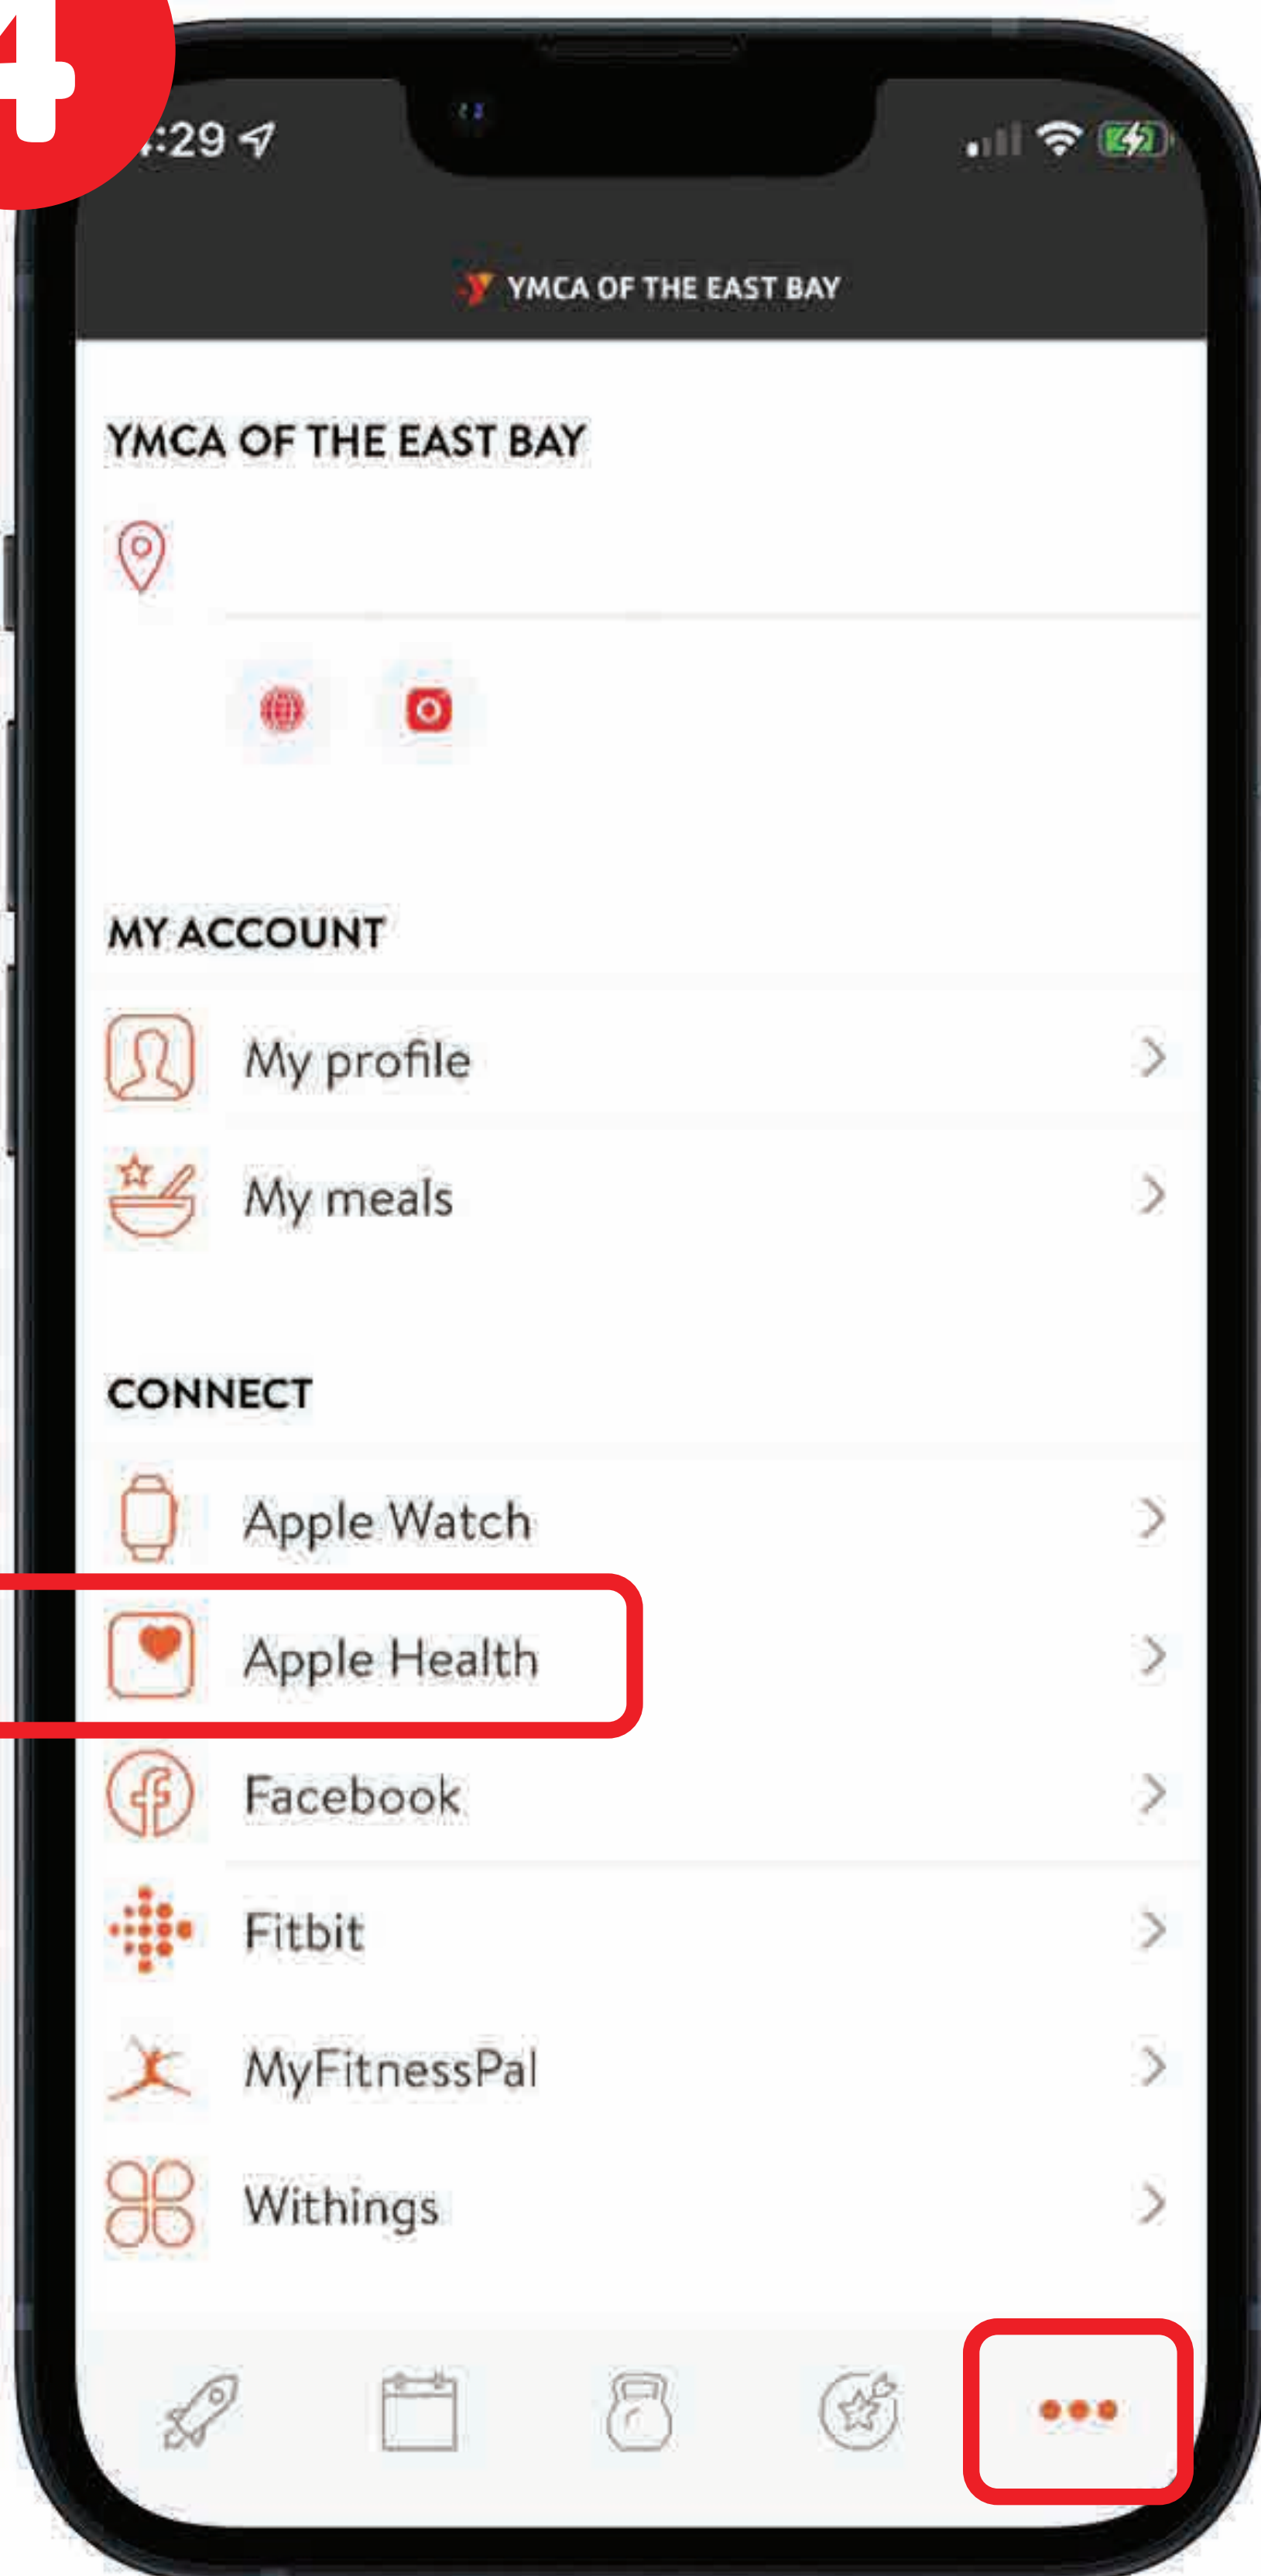 4
:29
YMCA OF THE EAST BAY
YMCA OF THE EAST BAY
MY ACCOUNT
My profile
My meals
CONNECT
Apple Watch
Apple Health
Facebook
Fitbit
MyFitnessPal
Withings